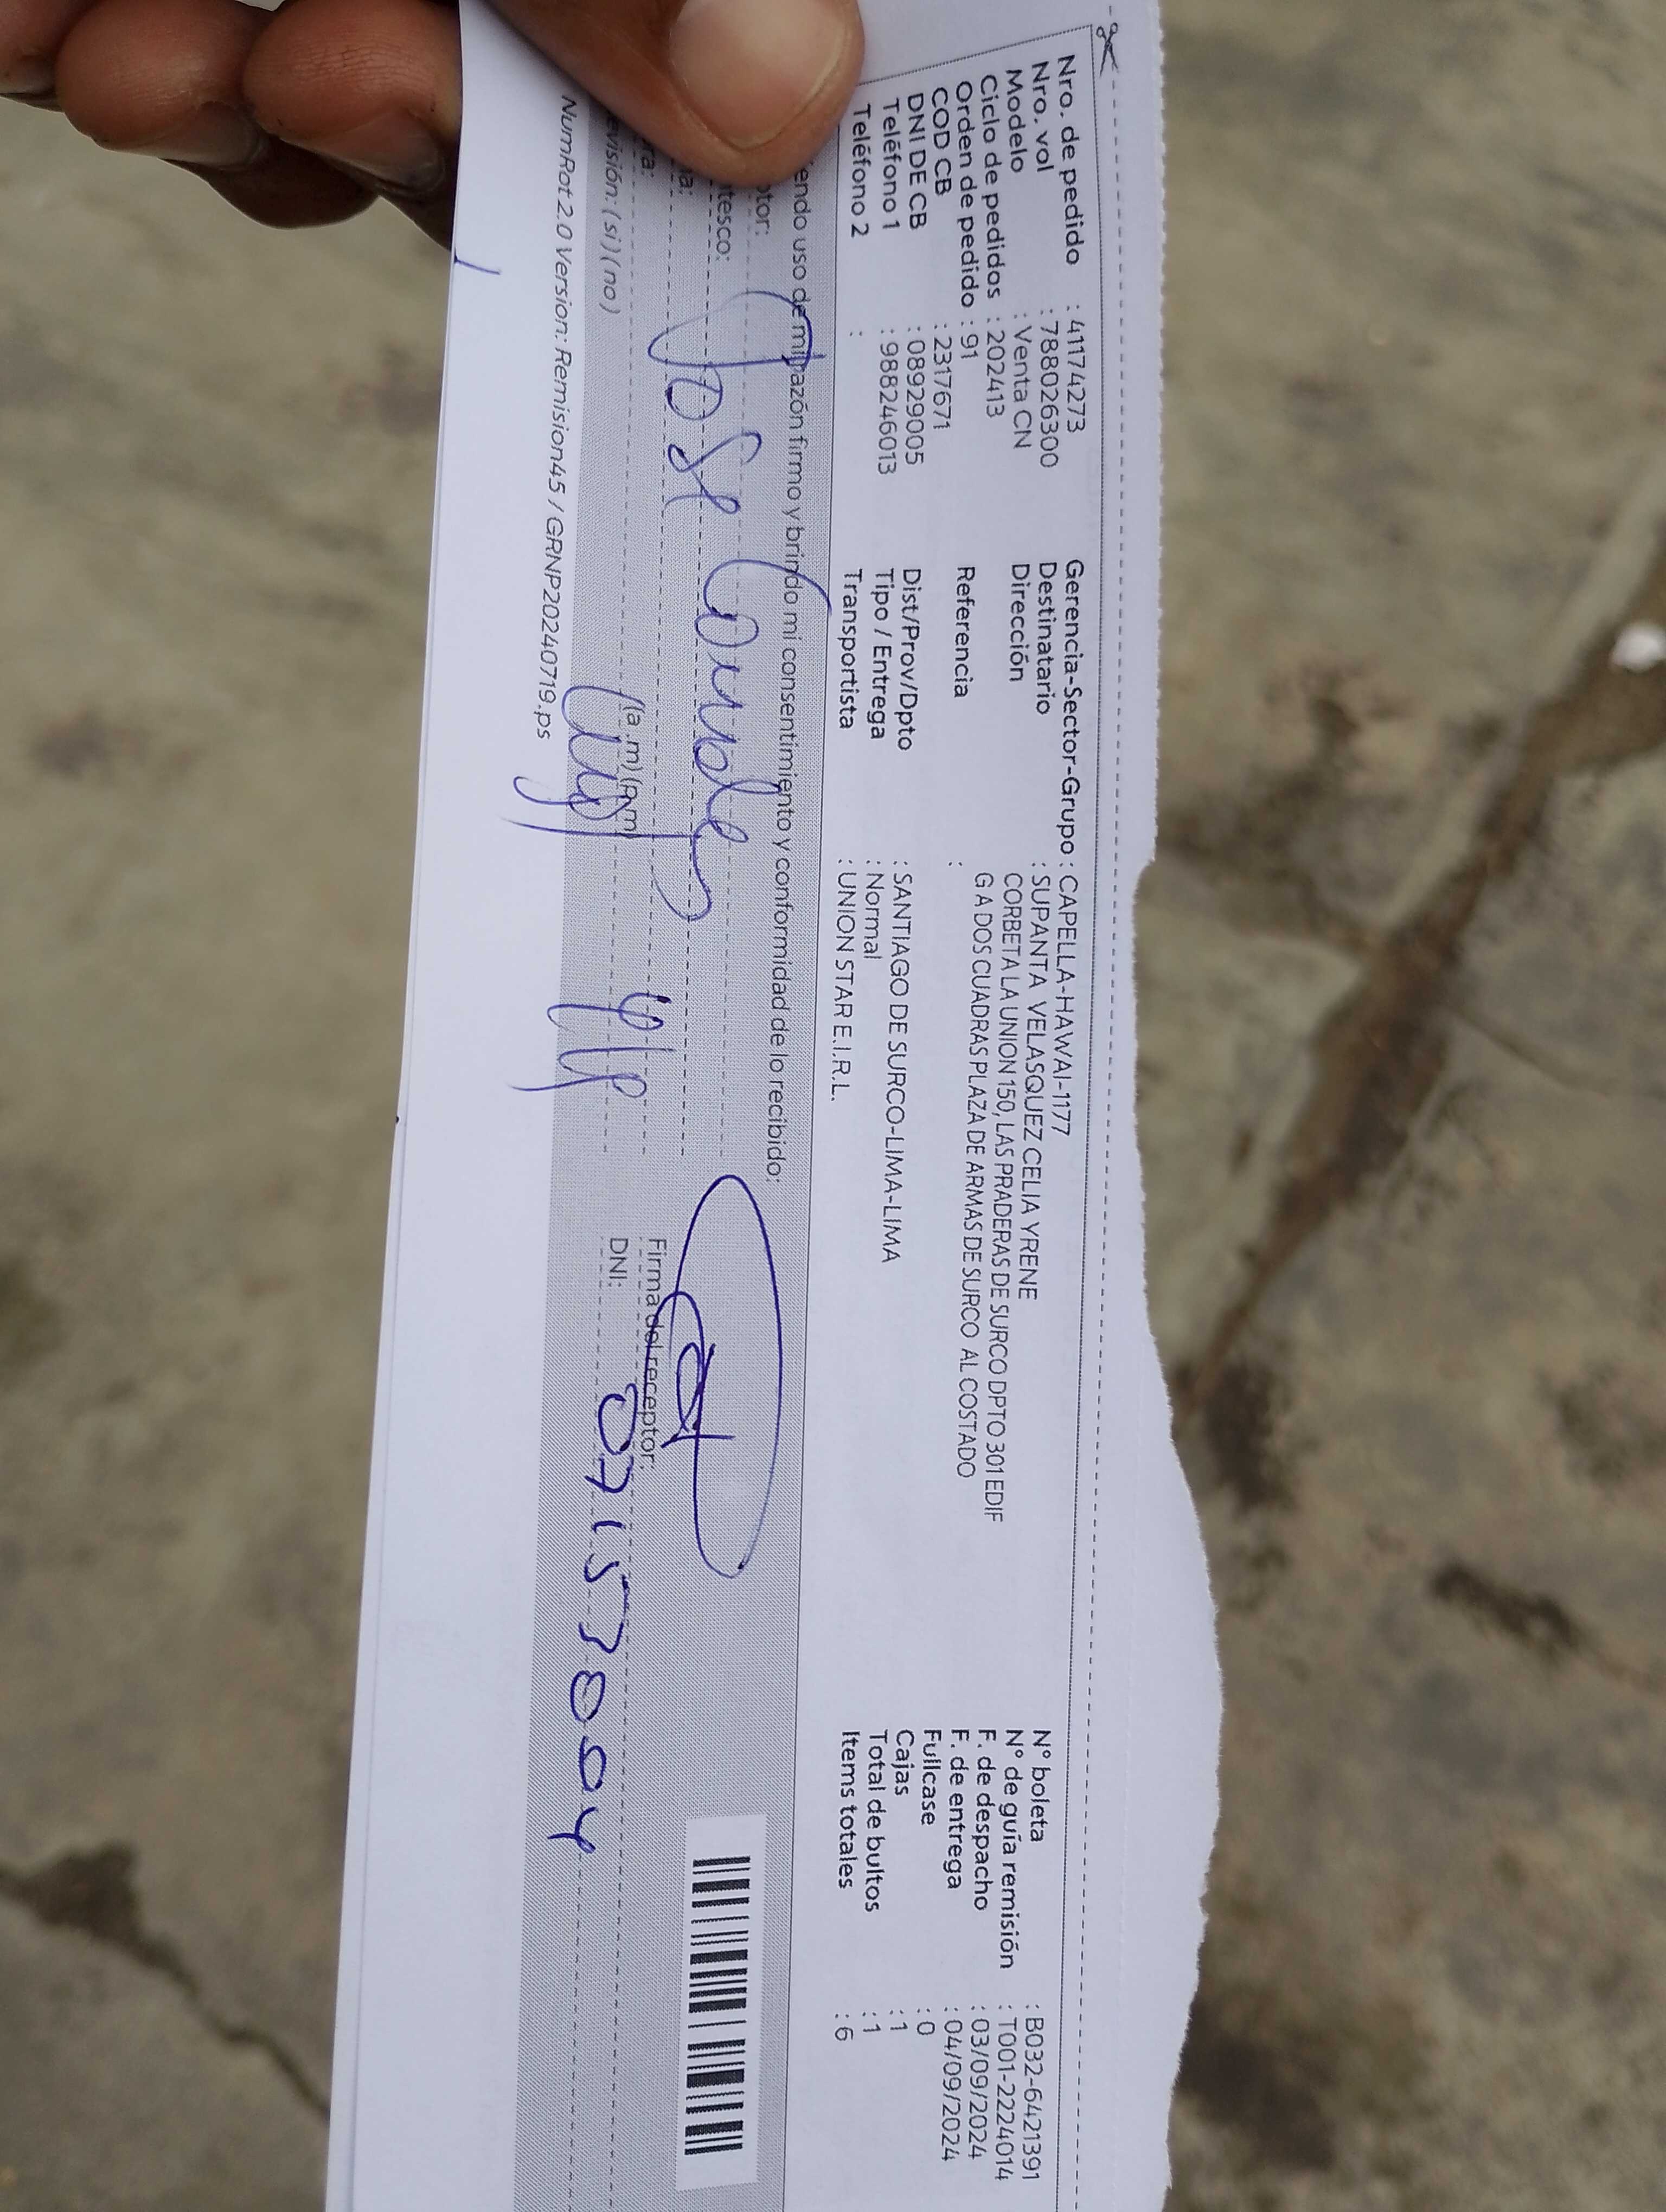 Nro. de pedido : 41174273
Nro. vol : 788026300
Modelo : Venta CN
Ciclo de pedidos : 202413
Orden de pedido : 91
COD CB : 2317671
DNI DE CB : 08929005
Teléfono 1 : 988246013
Teléfono 2 :
Gerencia-Sector-Grupo : CAPELLA-HAWAI-1177
Destinatario : SUPANTA VELASQUEZ CELIA YRENE
Dirección CORBETA LA UNION 150, LAS PRADERAS DE SURCO DPTO 301 EDIF
G A DOS CUADRAS PLAZA DE ARMAS DE SURCO AL COSTADO
Referencia :
Dist/Prov/Dpto : SANTIAGO DE SURCO-LIMA-LIMA
Tipo / Entrega : Normal
Transportista : UNION STAR E.I.R.L.
N° boleta : B032-6421391
N° de guía remisión : T001-2224014
F. de despacho : 03/09/2024
F. de entrega : 04/09/2024
Fullcase : 0
Cajas : 1
Total de bultos : 1
Items totales : 6
endo uso de mi razón firmo y brindo mi consentimiento y conformidad de lo recibido:
ptor:
ntesco:
Jose Conde
ha:
ra: (a.m)(p.m)
evisión: (si)(no)
Firma del receptor:
DNI: 07153804
NumRot2.0 Version: Remision45 / GRNP20240719.ps